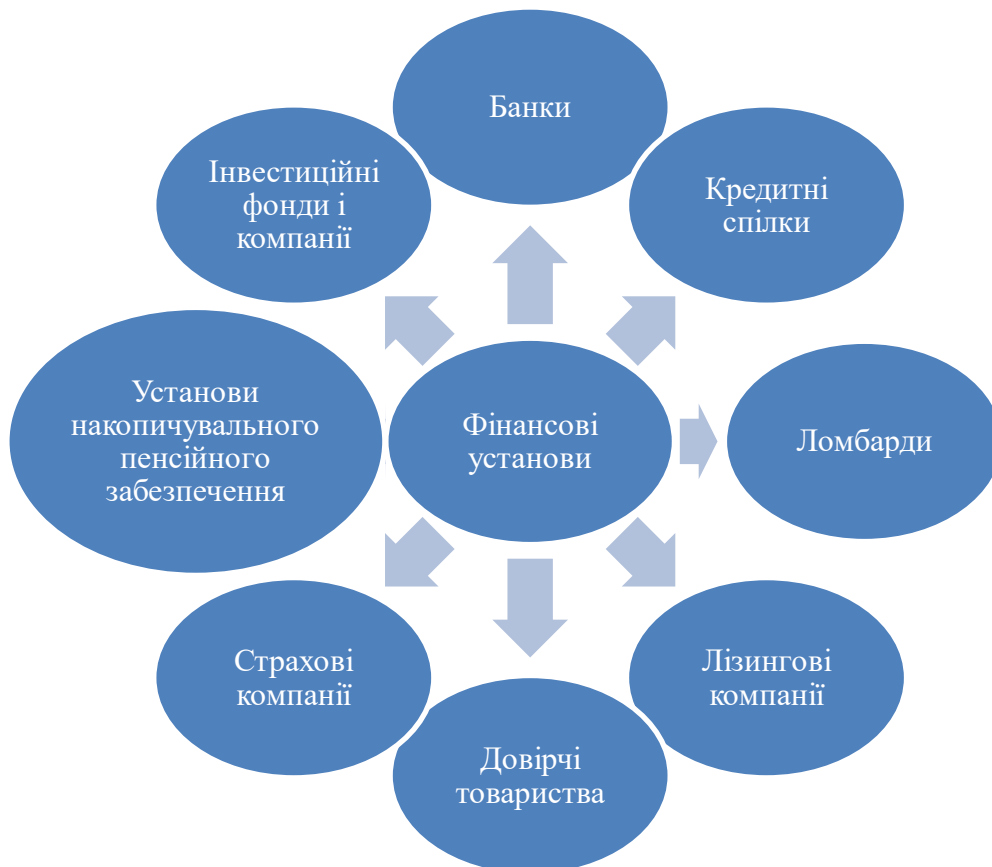 Банки
Інвестиційні
фонди і
компанії
Кредитні
спілки
Установи
накопичувального
пенсійного
забезпечення
Фінансові
установи
Ломбарди
Страхові
компанії
Лізингові
компанії
Довірчі
товариства